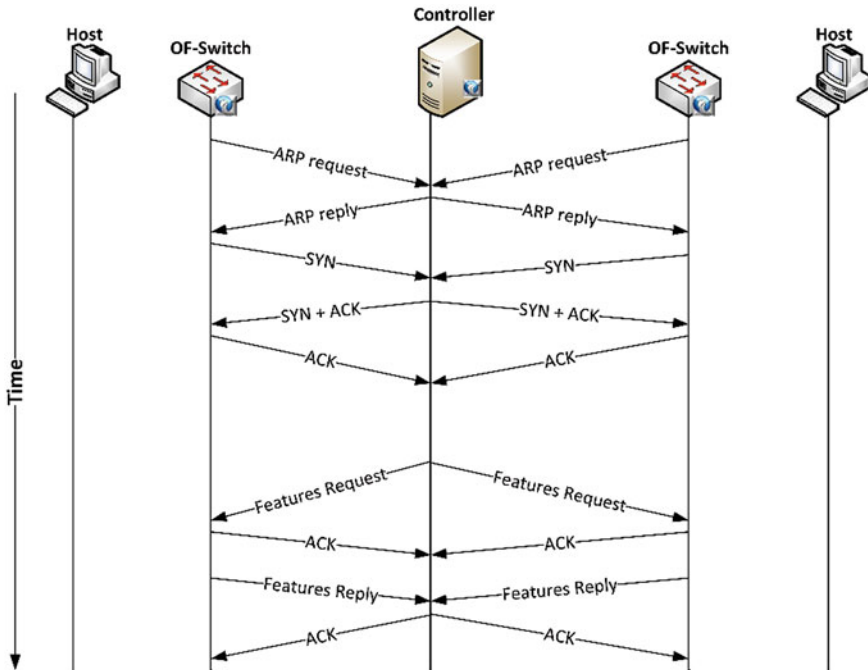 Controller
Host
OF-Switch
OF-Switch
Host
ARP request
ARP request
ARP reply
ARP reply
SYN
SYN
SYN + ACK
SYN + ACK
ACK
ACK
Time
Features Request
Features Request
ACK
ACK
Features Reply
Features Reply
ACK
ACK